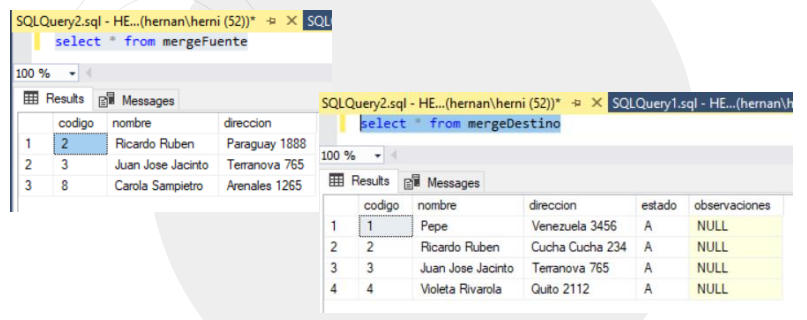 SQLQuery2.sql - HE...(hernan\herni (52))* SQL
select * from mergeFuente
100 %
Results Messages
codigo nombre direccion
1 2 Ricardo Ruben Paraguay 1888
2 3 Juan Jose Jacinto Terranova 765
3 8 Carola Sampietro Arenales 1265
SQLQuery2.sql - HE...(hernan\herni (52))* SQLQuery1.sql - HE...(hernan\h
select * from mergeDestino
100 %
Results Messages
codigo nombre direccion estado observaciones
1 1 Pepe Venezuela 3456 A NULL
2 2 Ricardo Ruben Cucha Cucha 234 A NULL
3 3 Juan Jose Jacinto Terranova 765 A NULL
4 4 Violeta Rivarola Quito 2112 A NULL